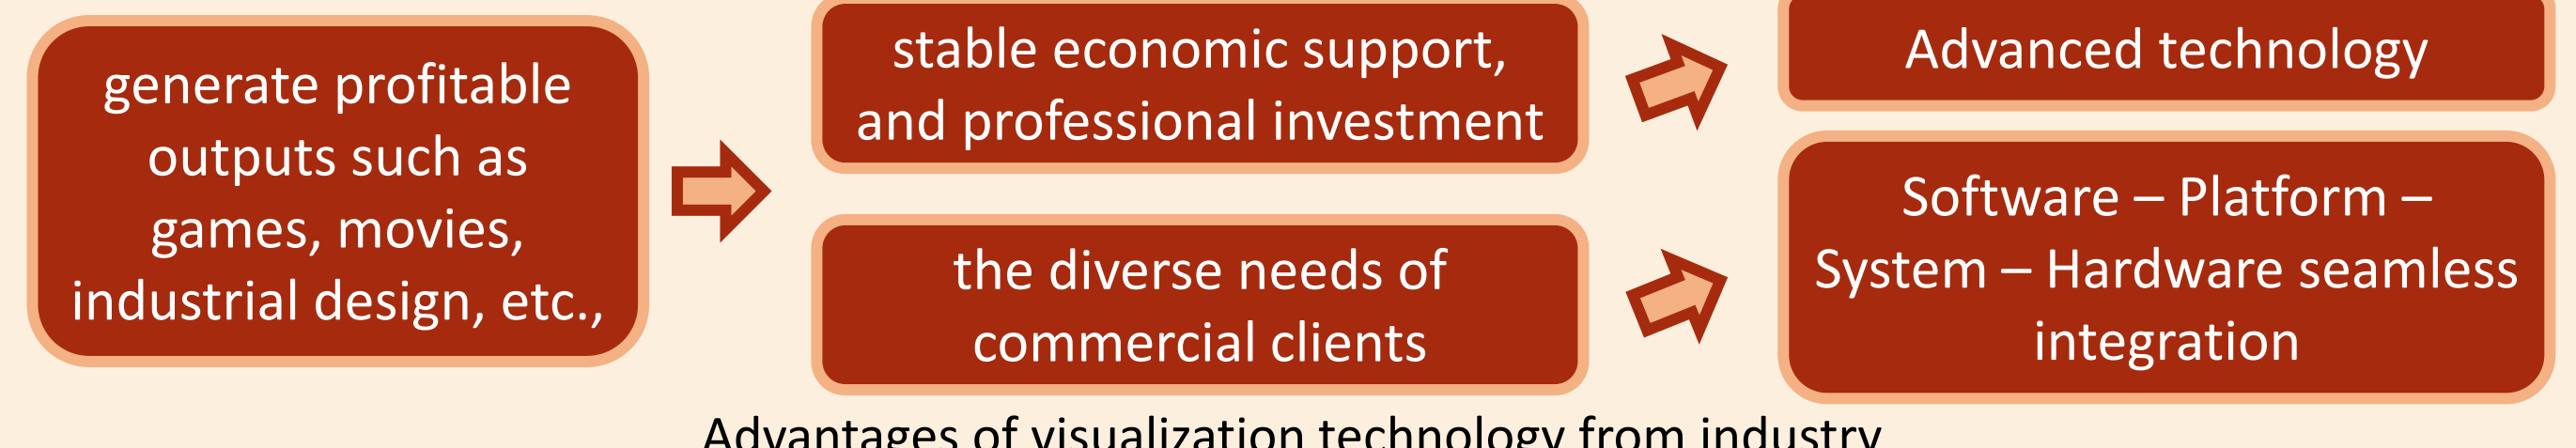 generate profitable
outputs such as
games, movies,
industrial design, etc.,
stable economic support,
and professional investment
the diverse needs of
commercial clients
Advanced technology
Software – Platform –
System – Hardware seamless
integration
Advantages of visualization technology from industry